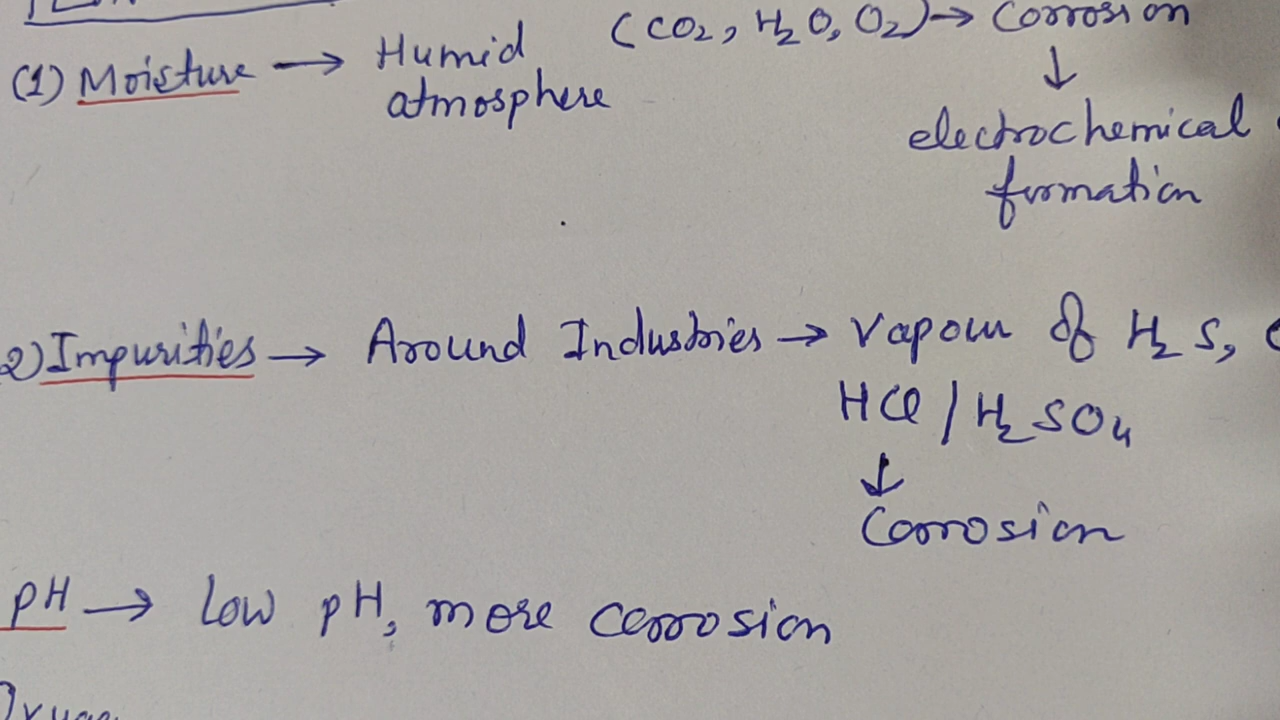 (1) Moisture → Humid atmosphere (CO2, H2O, O2) → Corrosion
↓
electrochemical
formation
2) Impurities → Around Industries → Vapour of H2S,
HCl / H2SO4
↓
Corrosion
pH → Low pH, more corrosion